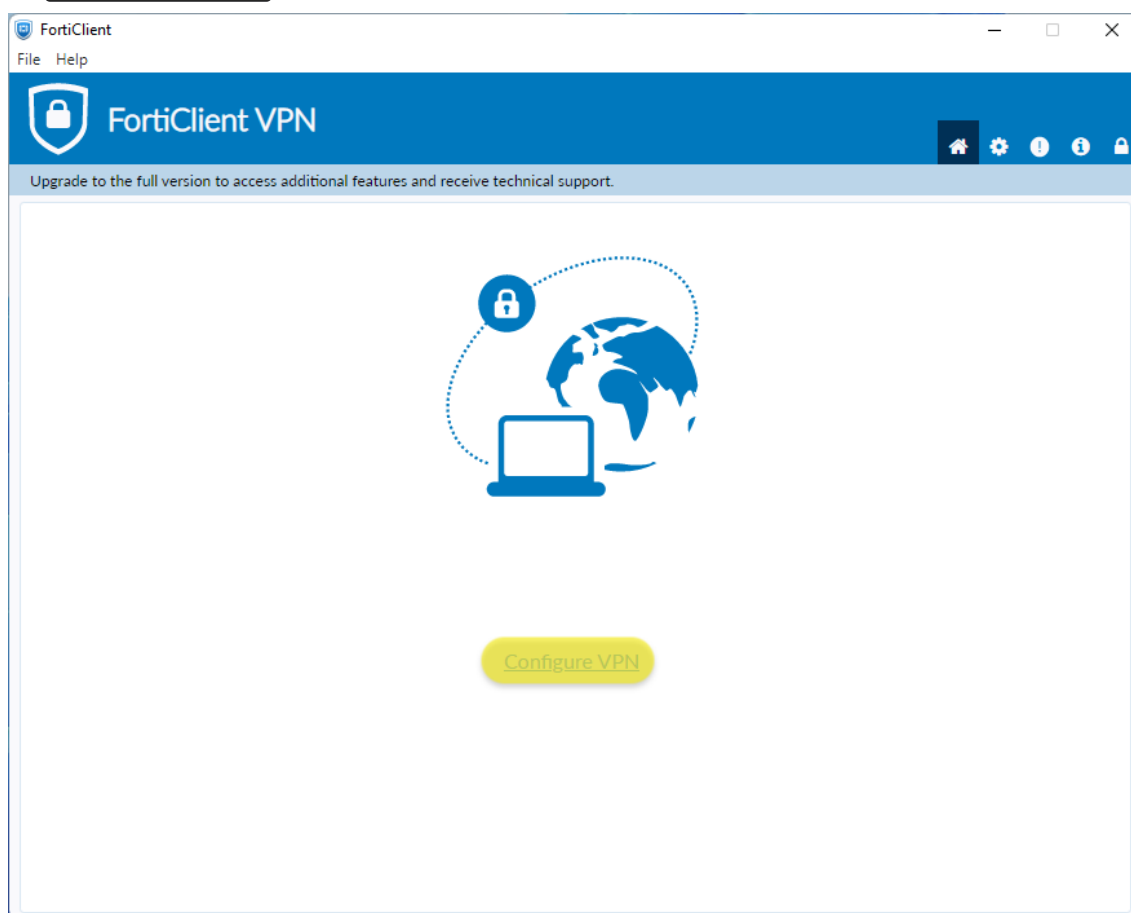 FortiClient
File Help
FortiClient VPN
Upgrade to the full version to access additional features and receive technical support.
Configure VPN